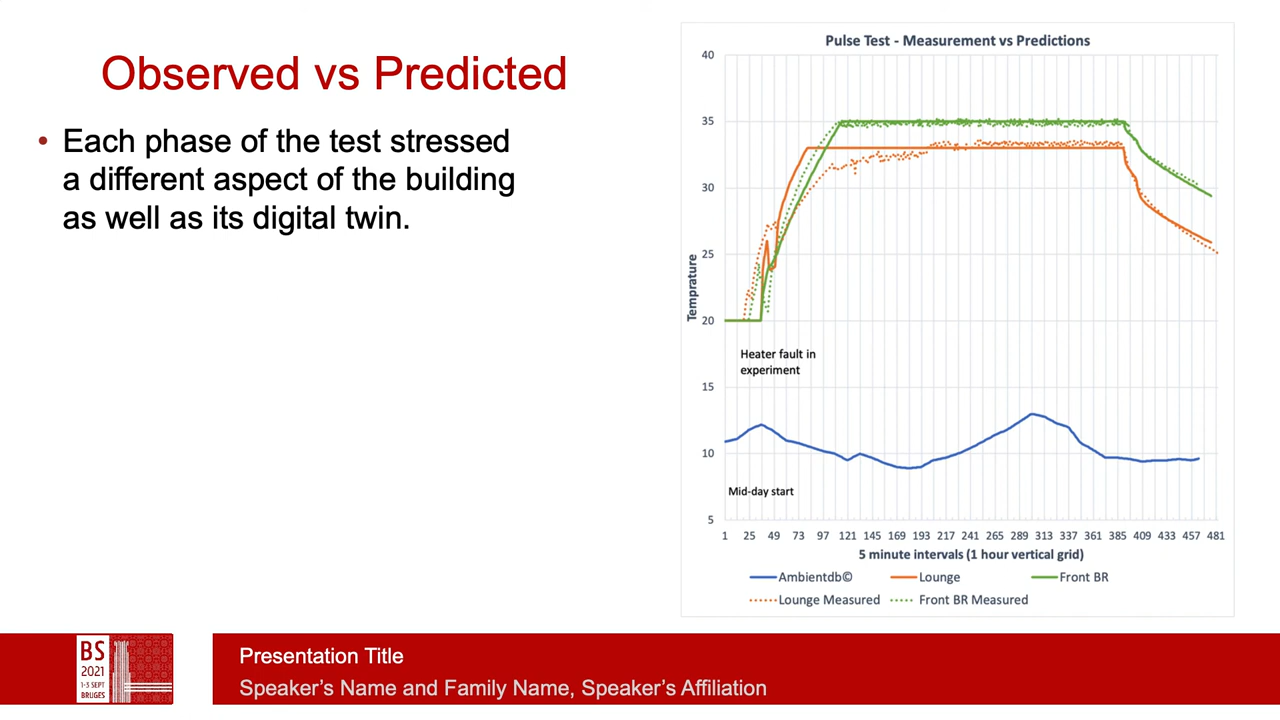 Observed vs Predicted
• Each phase of the test stressed
a different aspect of the building
as well as its digital twin.
Pulse Test - Measurement vs Predictions
40
35
30
25
20
15
10
5
Temprature
Heater fault in
experiment
Mid-day start
1 25 49 73 97 121 145 169 193 217 241 265 289 313 337 361 385 409 433 457 481
5 minute intervals (1 hour vertical grid)
Ambientdb© Lounge Front BR
Lounge Measured Front BR Measured
BS
2021
1-3 SEPT
BRUGES
Presentation Title
Speaker's Name and Family Name, Speaker's Affiliation